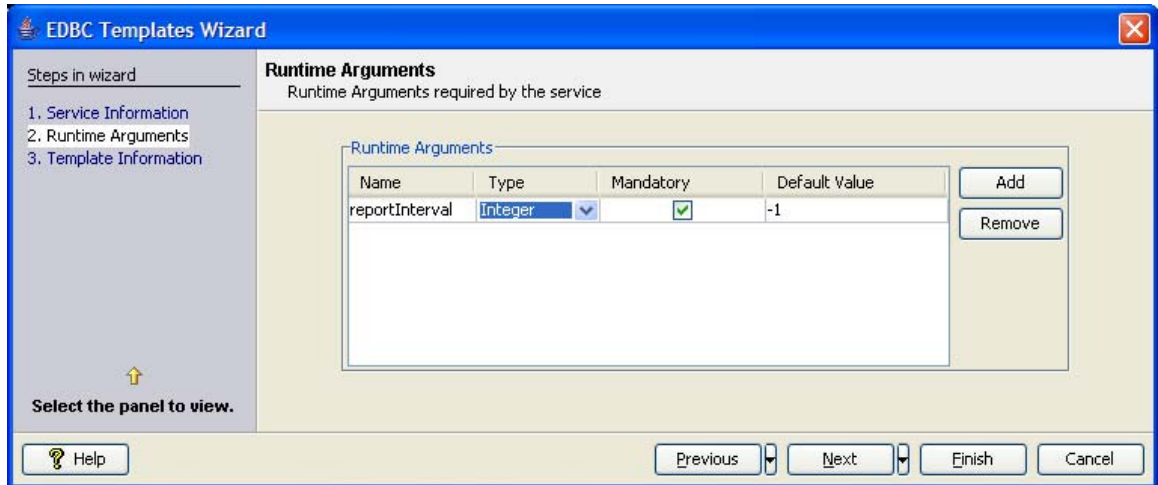 EDBC Templates Wizard
Steps in wizard
1. Service Information
2. Runtime Arguments
3. Template Information
Select the panel to view.
Runtime Arguments
Runtime Arguments required by the service
Runtime Arguments
Name Type Mandatory Default Value
reportInterval Integer -1
Add
Remove
Help
Previous Next Finish Cancel